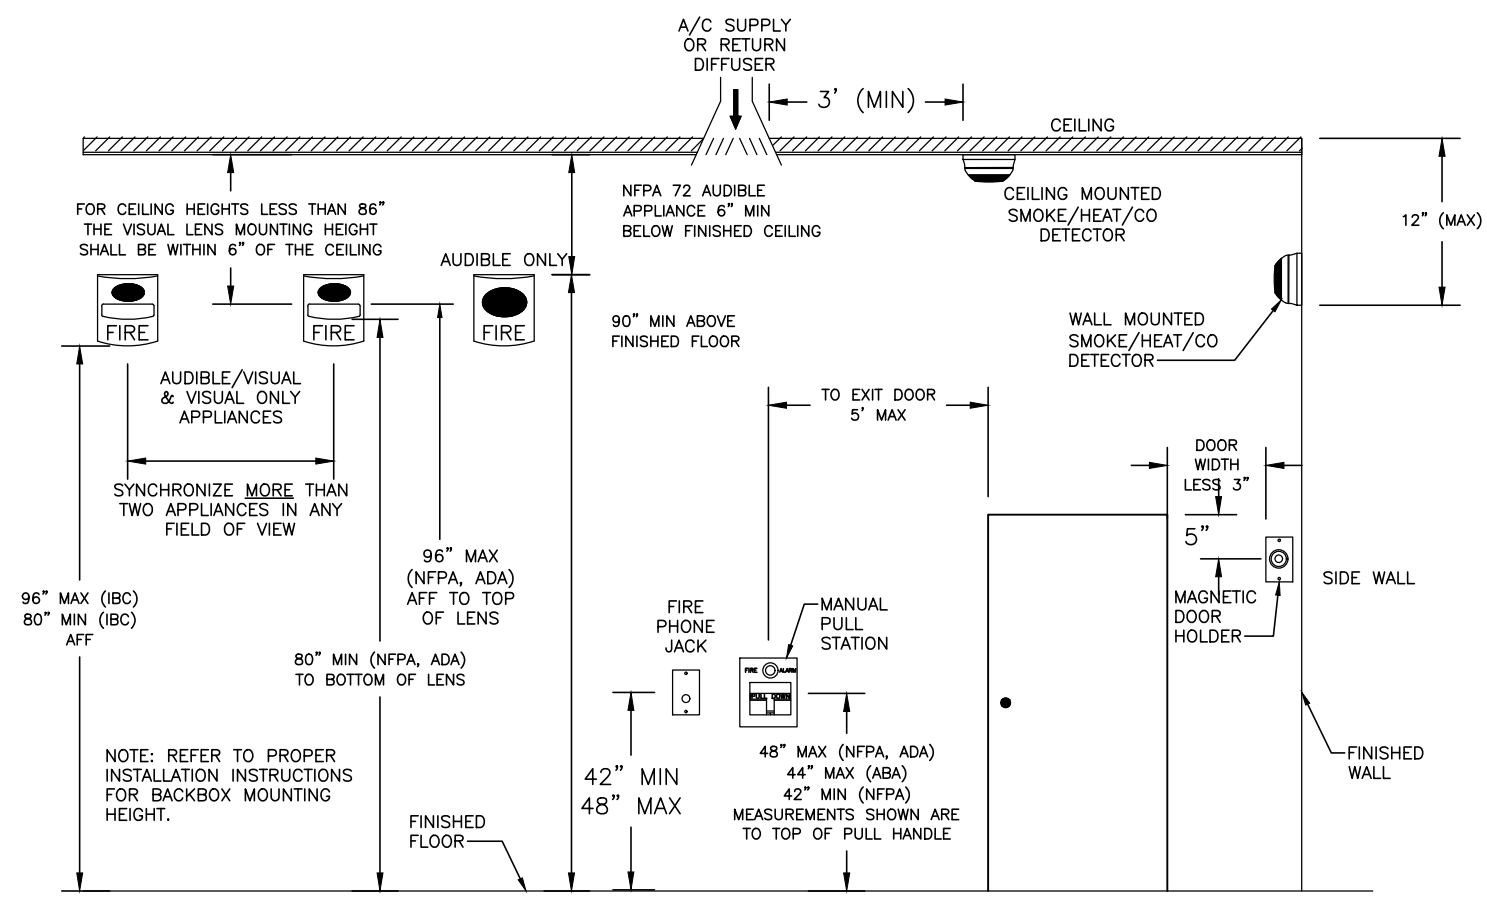 A/C SUPPLY
OR RETURN
DIFFUSER
3' (MIN)
CEILING
FOR CEILING HEIGHTS LESS THAN 86"
THE VISUAL LENS MOUNTING HEIGHT
SHALL BE WITHIN 6" OF THE CEILING
NFPA 72 AUDIBLE
APPLIANCE 6" MIN
BELOW FINISHED CEILING
CEILING MOUNTED
SMOKE/HEAT/CO
DETECTOR
12" (MAX)
AUDIBLE ONLY
FIRE
FIRE
FIRE
90" MIN ABOVE
FINISHED FLOOR
WALL MOUNTED
SMOKE/HEAT/CO
DETECTOR
AUDIBLE/VISUAL
& VISUAL ONLY
APPLIANCES
TO EXIT DOOR
5' MAX
DOOR
WIDTH
LESS 3"
SYNCHRONIZE MORE THAN
TWO APPLIANCES IN ANY
FIELD OF VIEW
5"
96" MAX
(NFPA, ADA)
AFF TO TOP
OF LENS
SIDE WALL
96" MAX (IBC)
80" MIN (IBC)
AFF
FIRE
PHONE
JACK
MANUAL
PULL
STATION
MAGNETIC
DOOR
HOLDER
80" MIN (NFPA, ADA)
TO BOTTOM OF LENS
FIRE ALARM
PULL DOWN
NOTE: REFER TO PROPER
INSTALLATION INSTRUCTIONS
FOR BACKBOX MOUNTING
HEIGHT.
42" MIN
48" MAX
48" MAX (NFPA, ADA)
44" MAX (ABA)
42" MIN (NFPA)
MEASUREMENTS SHOWN ARE
TO TOP OF PULL HANDLE
FINISHED
WALL
FINISHED
FLOOR